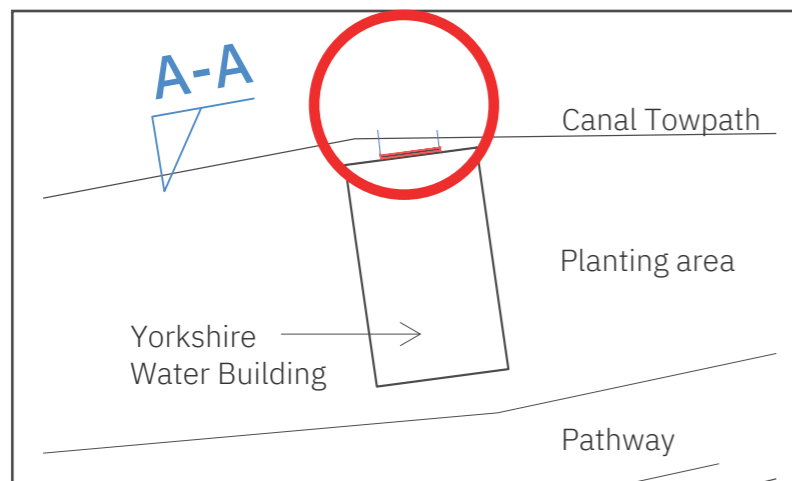 A-A
Canal Towpath
Planting area
Yorkshire
Water Building
Pathway